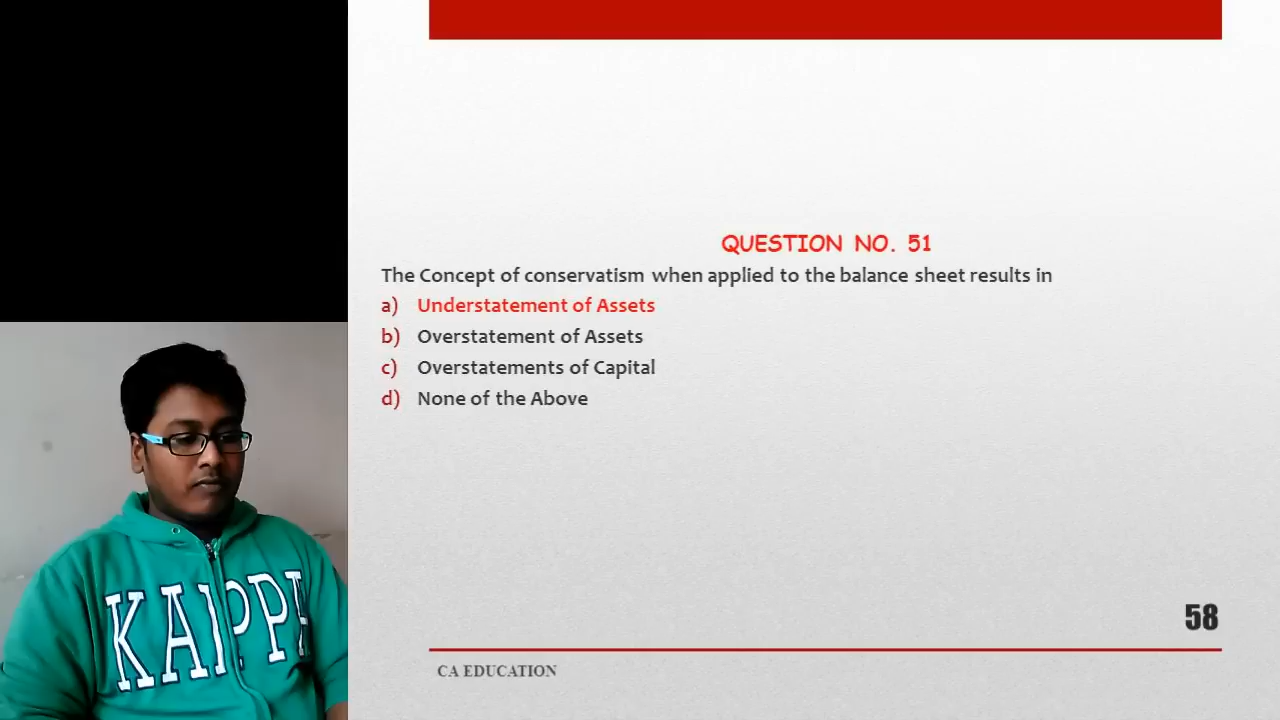 QUESTION NO. 51
The Concept of conservatism when applied to the balance sheet results in
a) Understatement of Assets
b) Overstatement of Assets
c) Overstatements of Capital
d) None of the Above
KAPPA
58
CA EDUCATION